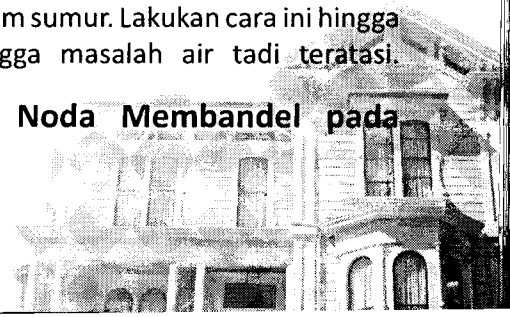 m sumur. Lakukan cara ini hingga
gga masalah air tadi teratasi.
Noda Membandel pada